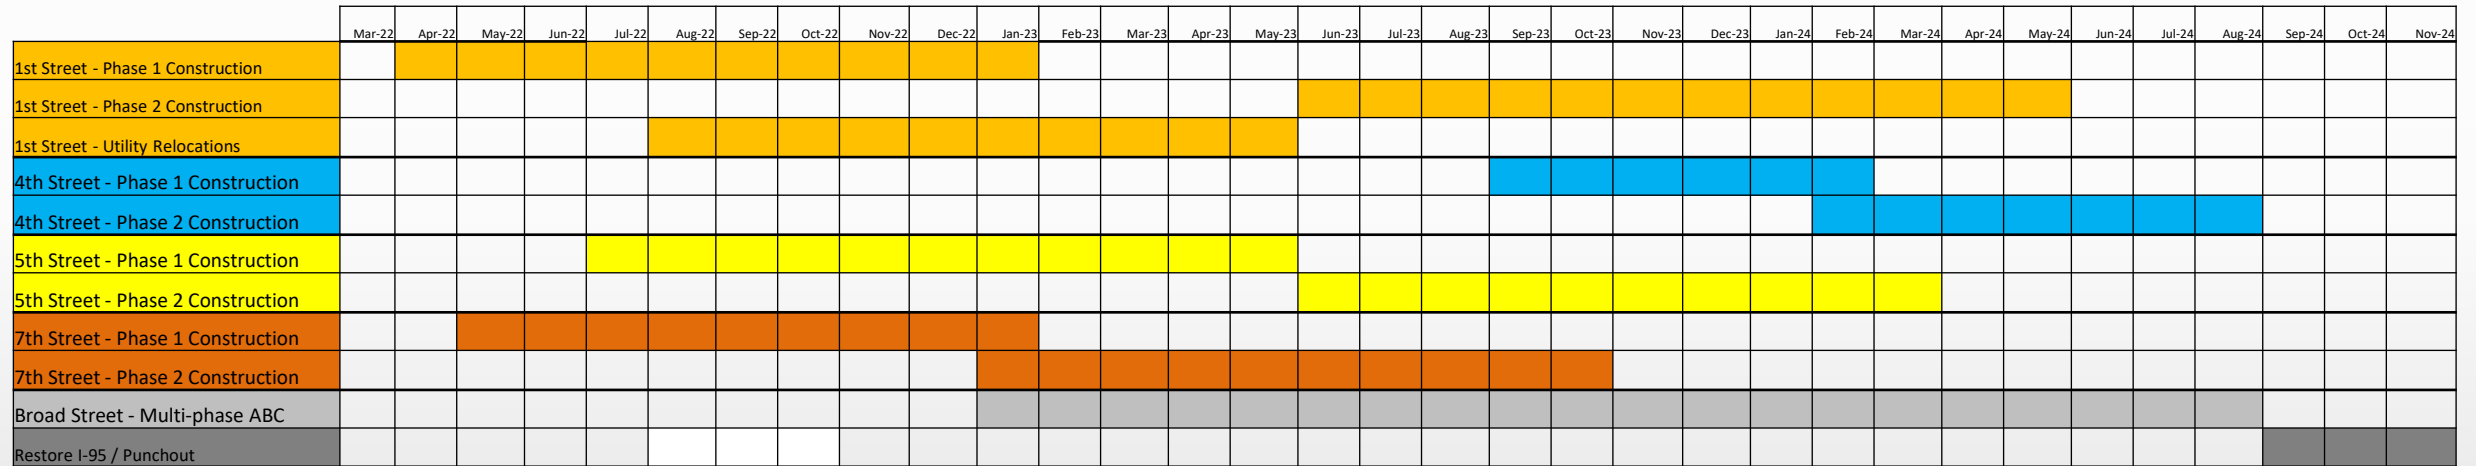 Mar-22 Apr-22 May-22 Jun-22 Jul-22 Aug-22 Sep-22 Oct-22 Nov-22 Dec-22 Jan-23 Feb-23 Mar-23 Apr-23 May-23 Jun-23 Jul-23 Aug-23 Sep-23 Oct-23 Nov-23 Dec-23 Jan-24 Feb-24 Mar-24 Apr-24 May-24 Jun-24 Jul-24 Aug-24 Sep-24 Oct-24 Nov-24
1st Street - Phase 1 Construction
1st Street - Phase 2 Construction
1st Street - Utility Relocations
4th Street - Phase 1 Construction
4th Street - Phase 2 Construction
5th Street - Phase 1 Construction
5th Street - Phase 2 Construction
7th Street - Phase 1 Construction
7th Street - Phase 2 Construction
Broad Street - Multi-phase ABC
Restore I-95 / Punchout